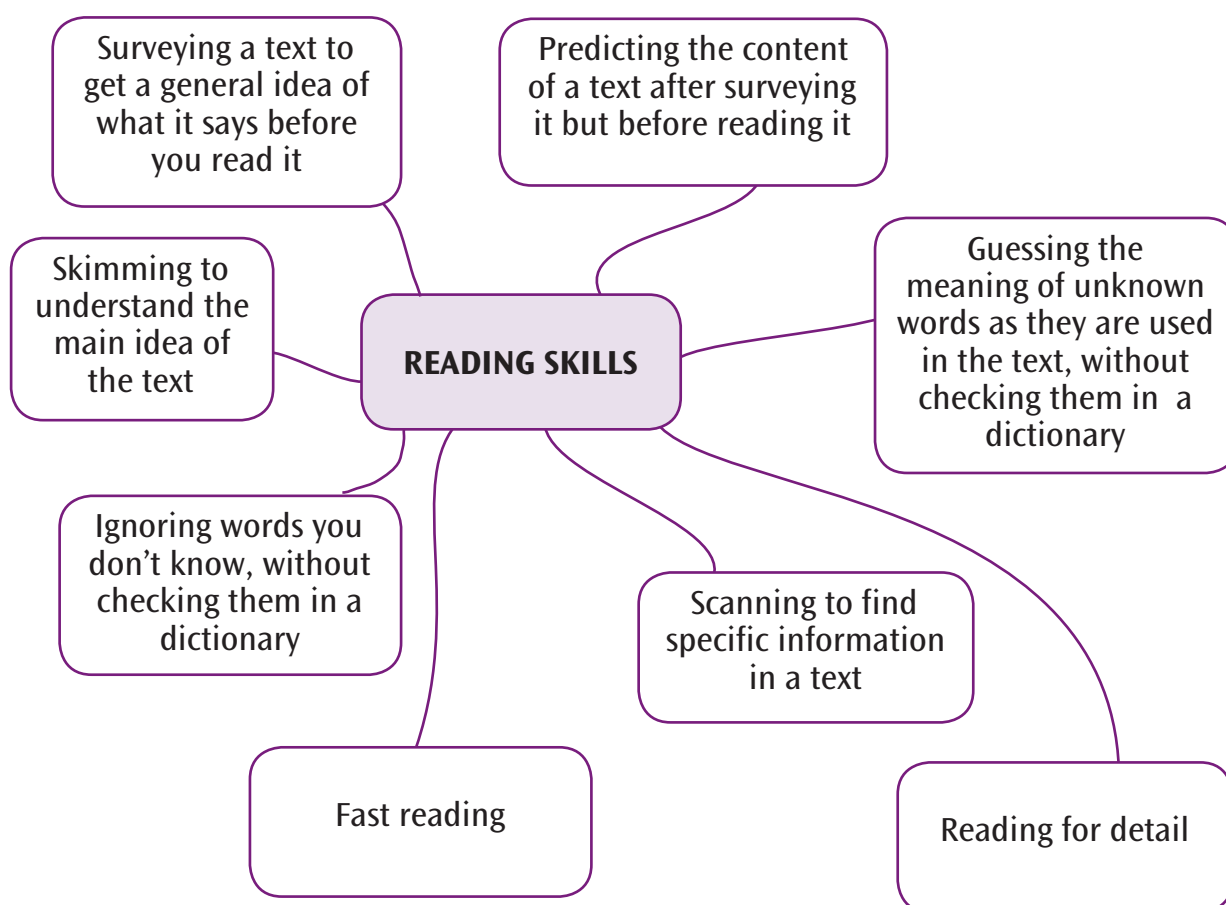 Surveying a text to
get a general idea of
what it says before
you read it
Predicting the content
of a text after surveying
it but before reading it
Skimming to
understand the
main idea of
the text
READING SKILLS
Guessing the
meaning of unknown
words as they are used
in the text, without
checking them in a
dictionary
Ignoring words you
don’t know, without
checking them in a
dictionary
Scanning to find
specific information
in a text
Fast reading
Reading for detail